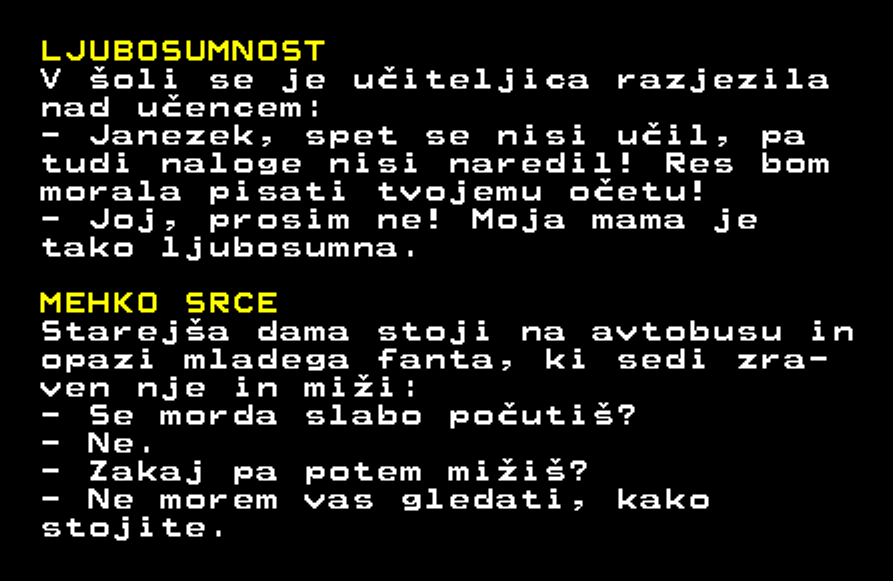 LJUBOSUMNOST
V šoli se je učiteljica razjezila
nad učencem:
- Janezek, spet se nisi učil, pa
tudi naloge nisi naredil! Res bom
morala pisati tvojemu očetu!
- Joj, prosim ne! Moja mama je
tako ljubosumna.
MEHKO SRCE
Starejša dama stoji na avtobusu in
opazi mladega fanta, ki sedi zra-
ven nje in miži:
- Se morda slabo počutiš?
- Ne.
- Zakaj pa potem mižiš?
- Ne morem vas gledati, kako
stojite.